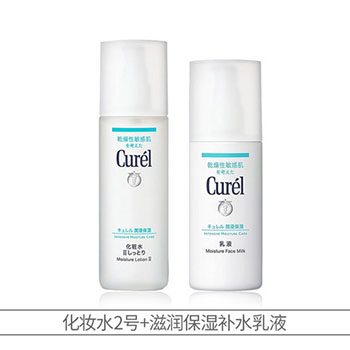 乾燥性敏感肌
を考えた
Curél
キュレル 潤浸保湿
INTENSIVE MOISTURE CARE
化粧水
IIしっとり
Moisture Lotion II
乾燥性敏感肌
を考えた
Curél
キュレル 潤浸保湿
INTENSIVE MOISTURE CARE
乳液
Moisture Face Milk
化妆水2号+滋润保湿补水乳液